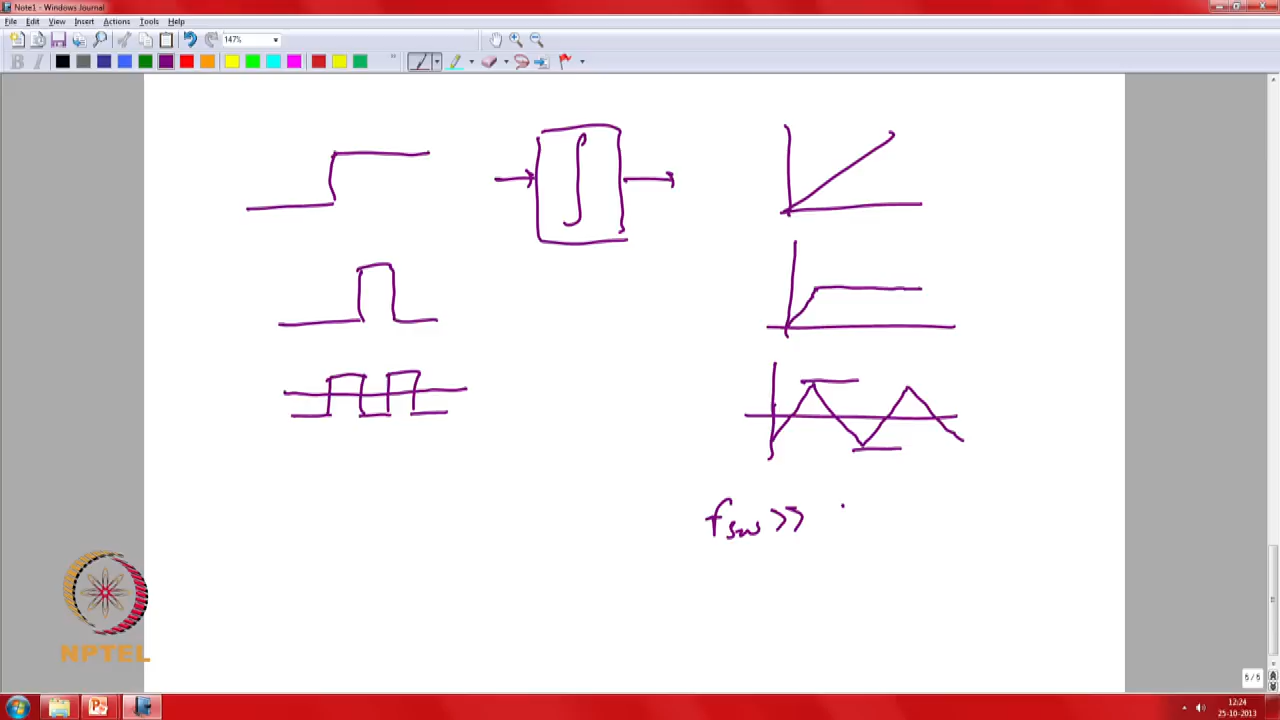 Note1 - Windows Journal
File Edit View Insert Actions Tools Help
147%
B I
∫
fsw >>
NPTEL
5 / 5
12:24
25-10-2013